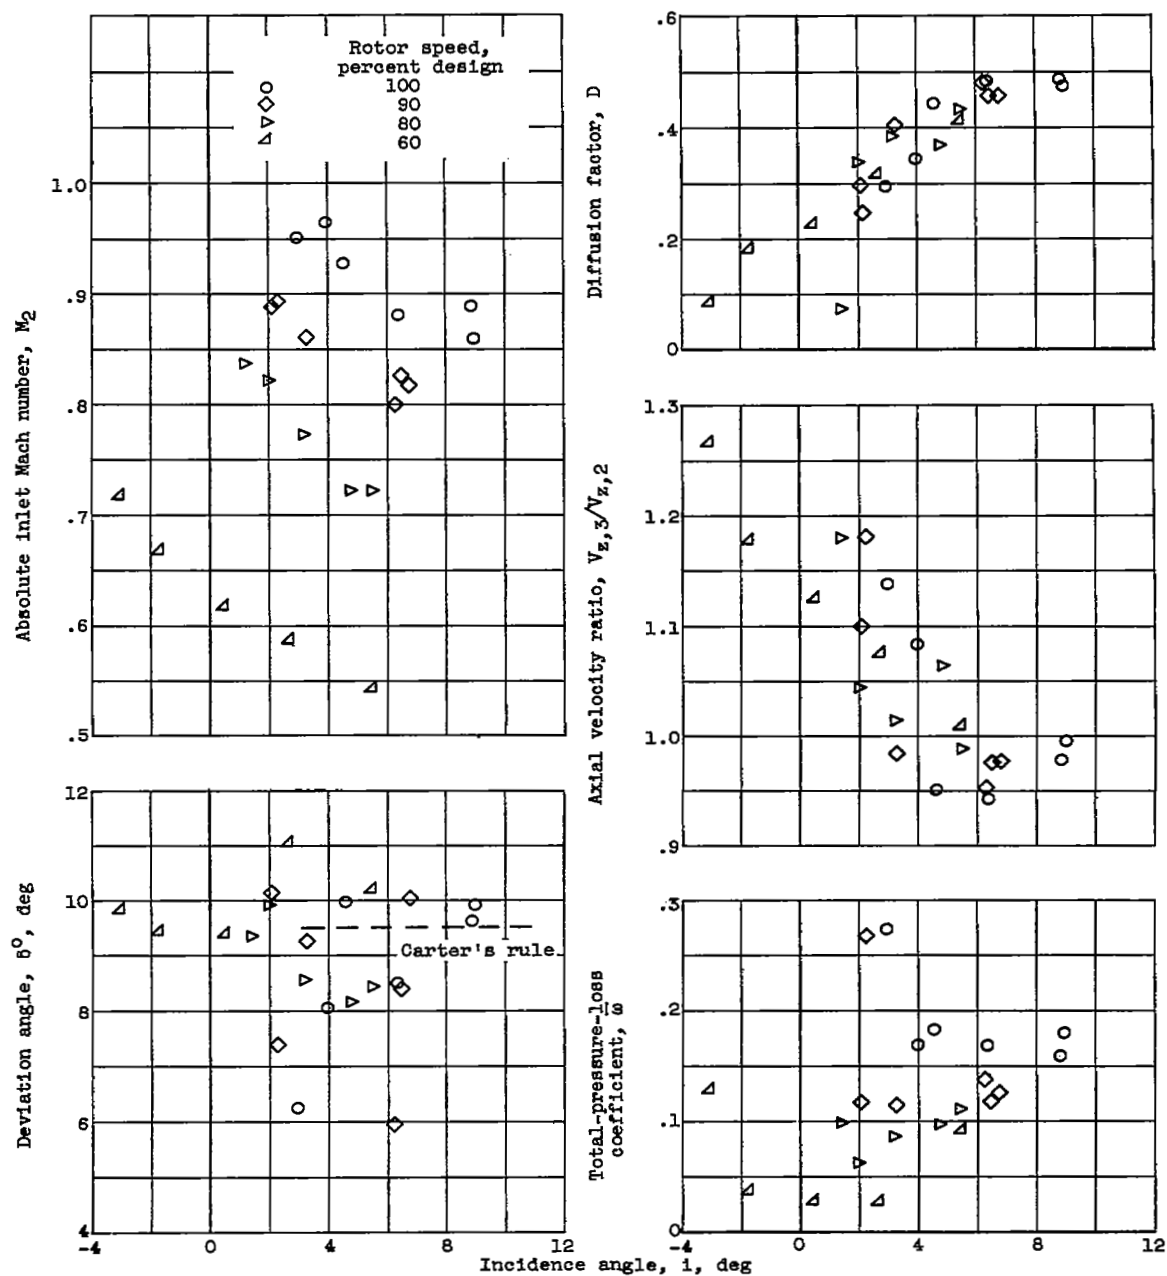 Rotor speed,
percent design
100
90
80
60
1.0
.9
.8
.7
.6
.5
Absolute inlet Mach number, M2
12
10
8
6
4
-4 0 4 8 12
Deviation angle, δ°, deg
Carter's rule
.6
.4
.2
0
Diffusion factor, D
1.3
1.2
1.1
1.0
.9
Axial velocity ratio, Vz,3/Vz,2
.3
.2
.1
0
-4 0 4 8 12
Total-pressure-loss
coefficient, ω̅
Incidence angle, i, deg